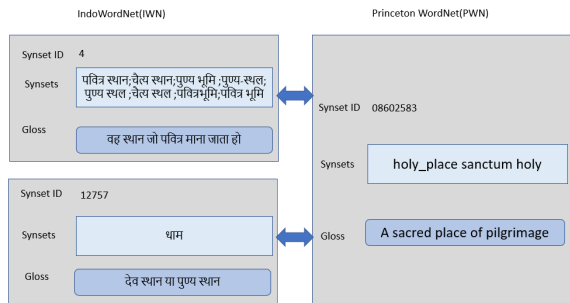 IndoWordNet(IWN)
Princeton WordNet(PWN)
Synset ID 4
Synsets
पवित्र स्थान;चैत्य स्थान;पुण्य भूमि ;पुण्य-स्थल;
पुण्य स्थल ;चैत्य स्थल ;पवित्रभूमि;पवित्र भूमि
Gloss
वह स्थान जो पवित्र माना जाता हो
Synset ID 12757
Synsets
धाम
Gloss
देव स्थान या पुण्य स्थान
Synset ID 08602583
Synsets
holy_place sanctum holy
Gloss
A sacred place of pilgrimage